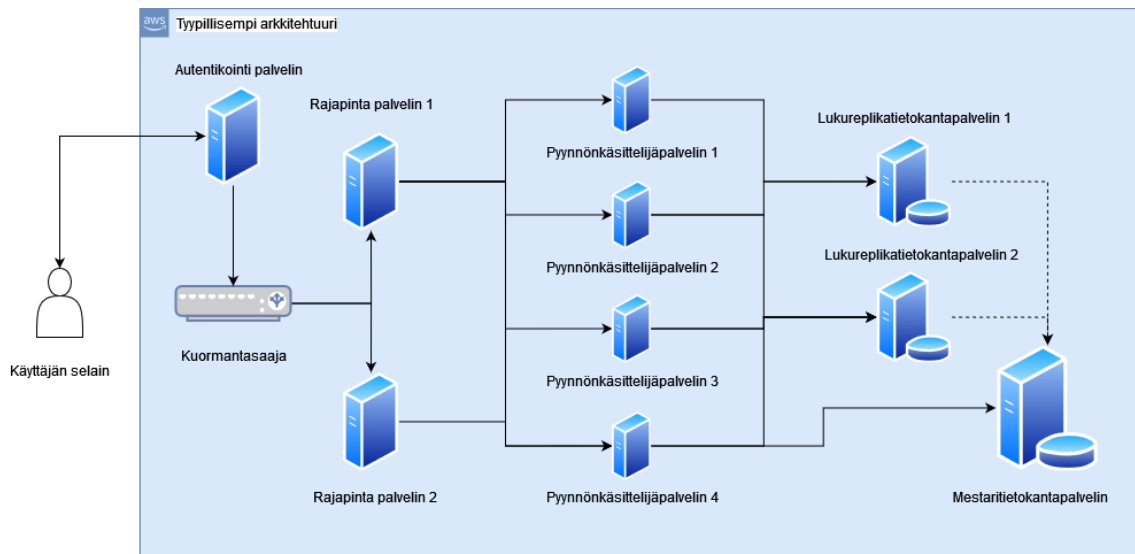 aws
Tyypillisempi arkkitehtuuri
Autentikointi palvelin
Rajapinta palvelin 1
Lukureplikatietokantapalvelin 1
Pyynnönkäsittelijäpalvelin 1
Lukureplikatietokantapalvelin 2
Pyynnönkäsittelijäpalvelin 2
Kuormantasaaja
Käyttäjän selain
Pyynnönkäsittelijäpalvelin 3
Rajapinta palvelin 2
Pyynnönkäsittelijäpalvelin 4
Mestaritietokantapalvelin